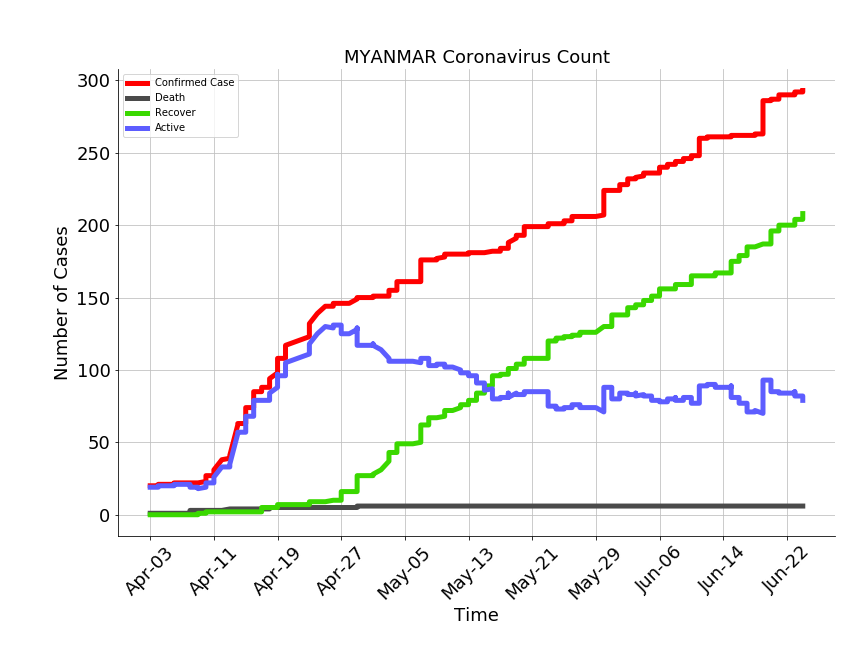 MYANMAR Coronavirus Count
Confirmed Case
Death
Recover
Active
Number of Cases
300
250
200
150
100
50
0
Apr-03 Apr-11 Apr-19 Apr-27 May-05 May-13 May-21 May-29 Jun-06 Jun-14 Jun-22
Time